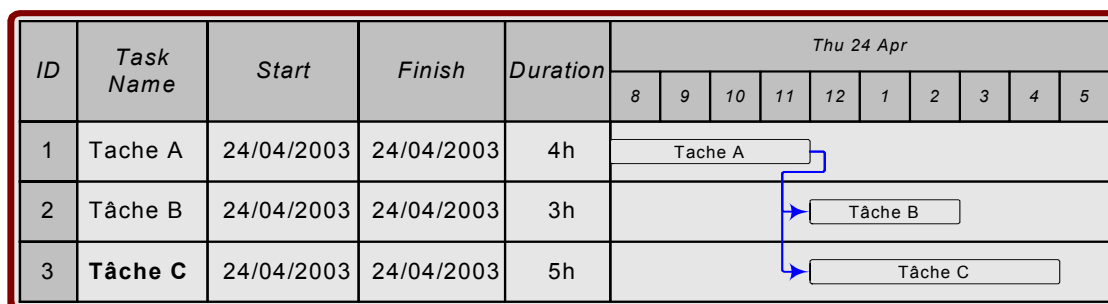 ID Task Name Start Finish Duration Thu 24 Apr
8 9 10 11 12 1 2 3 4 5
1 Tache A 24/04/2003 24/04/2003 4h Tache A
2 Tâche B 24/04/2003 24/04/2003 3h Tâche B
3 Tâche C 24/04/2003 24/04/2003 5h Tâche C